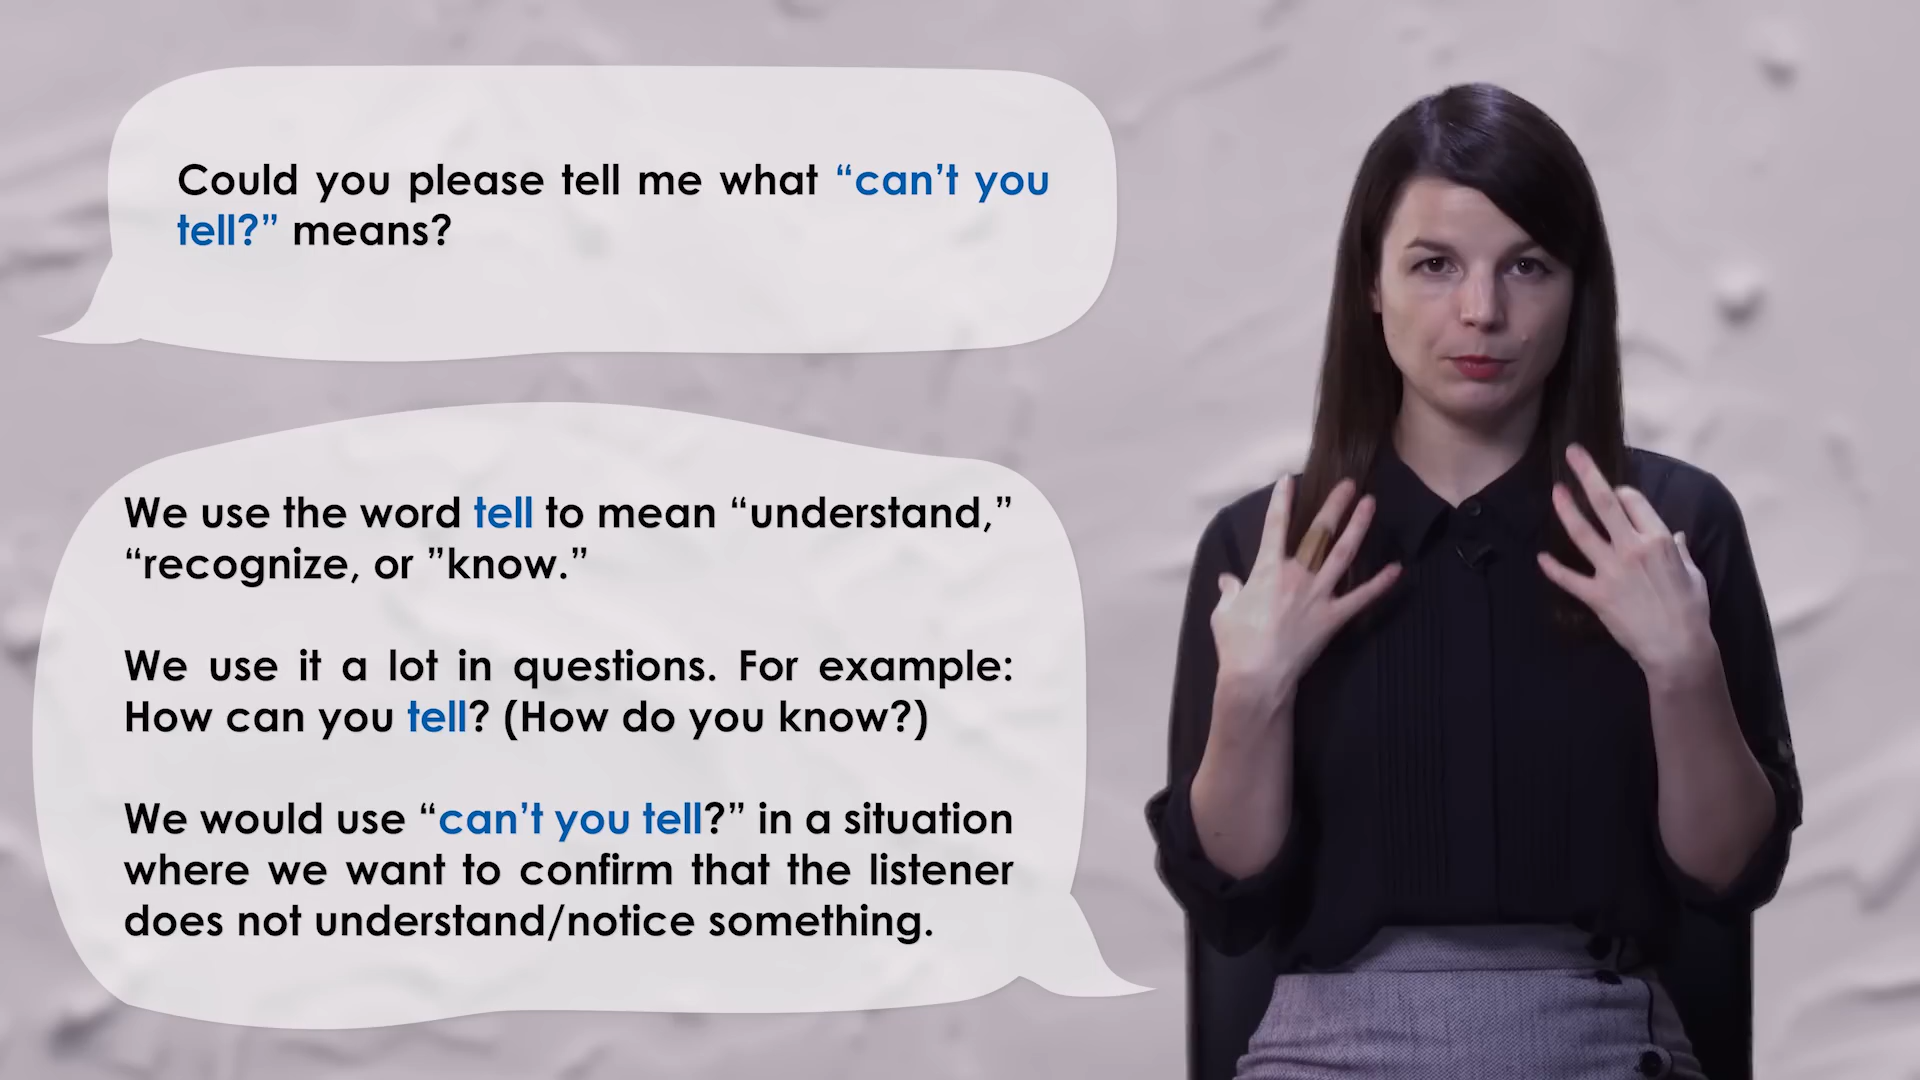 Could you please tell me what “can’t you
tell?” means?
We use the word tell to mean “understand,”
“recognize, or ”know.”
We use it a lot in questions. For example:
How can you tell? (How do you know?)
We would use “can’t you tell?” in a situation
where we want to confirm that the listener
does not understand/notice something.